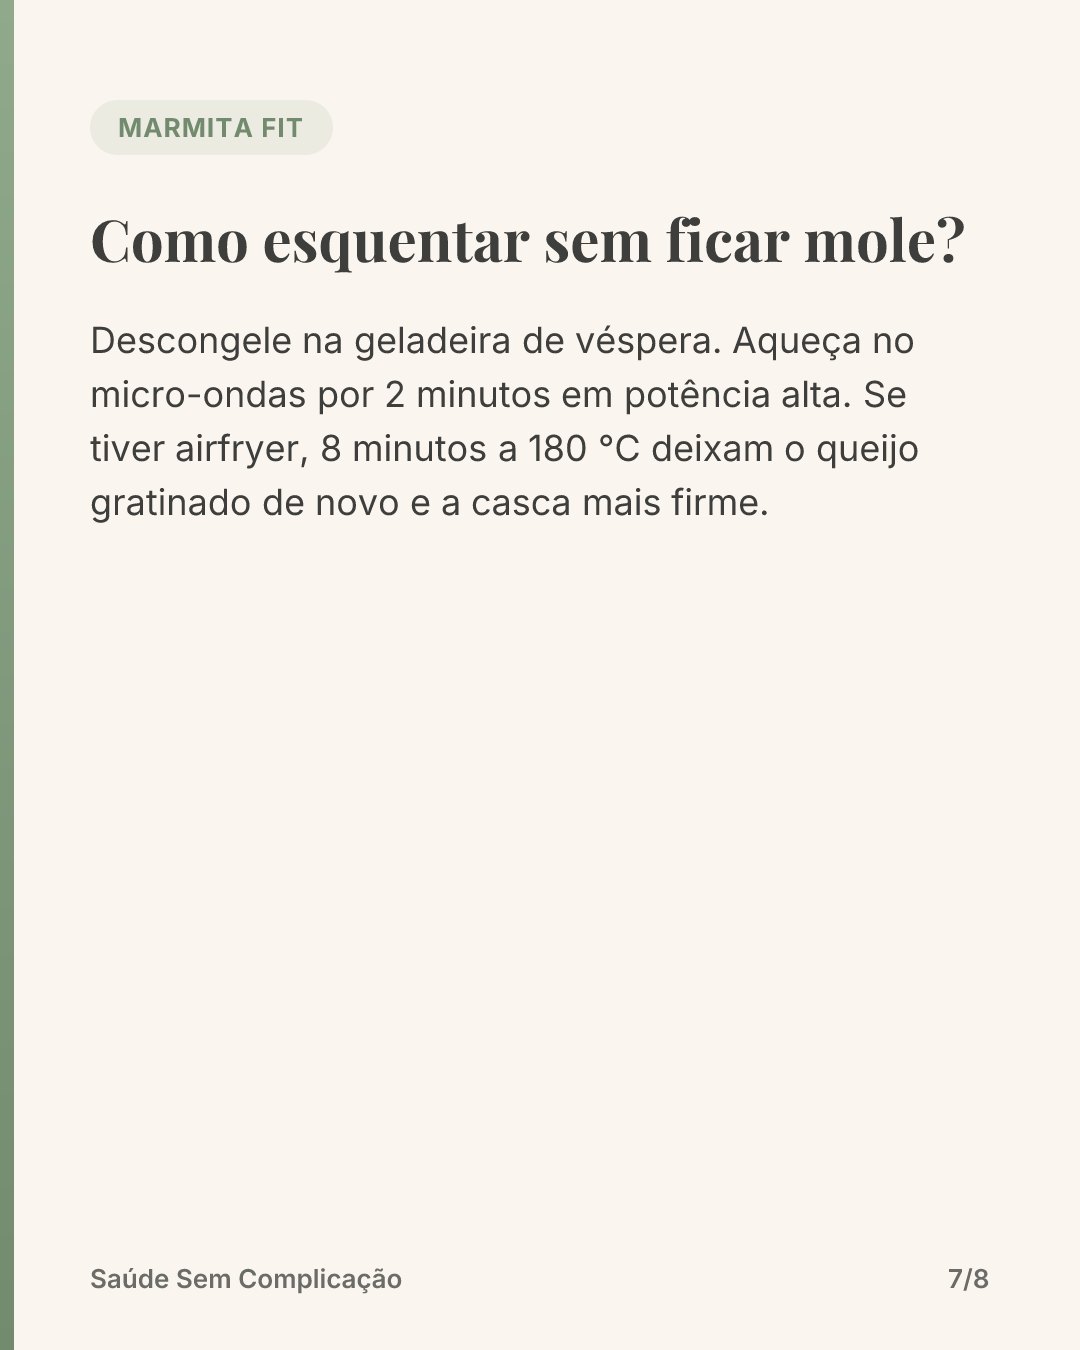 MARMITA FIT
Como esquentar sem ficar mole?
Descongele na geladeira de véspera. Aqueça no
micro-ondas por 2 minutos em potência alta. Se
tiver airfryer, 8 minutos a 180 °C deixam o queijo
gratinado de novo e a casca mais firme.
Saúde Sem Complicação
7/8